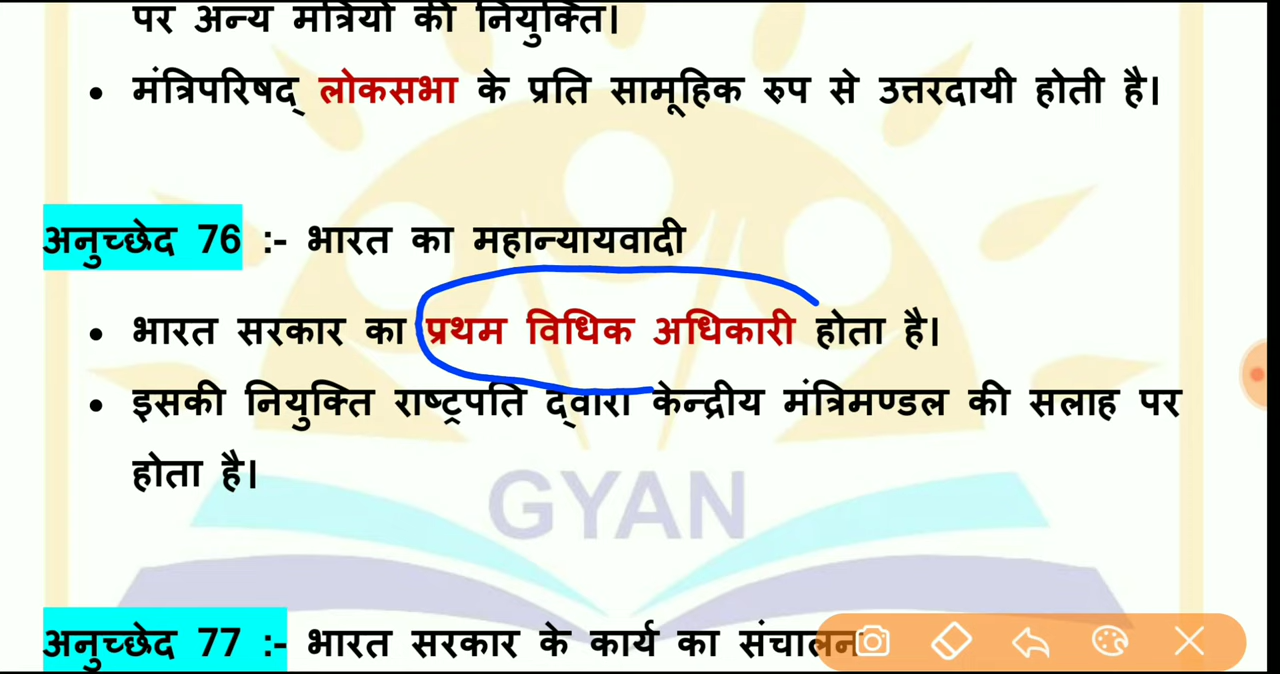 पर अन्य मंत्रियों की नियुक्ति।
• मंत्रिपरिषद् लोकसभा के प्रति सामूहिक रुप से उत्तरदायी होती है।
अनुच्छेद 76 :- भारत का महान्यायवादी
• भारत सरकार का प्रथम विधिक अधिकारी होता है।
• इसकी नियुक्ति राष्ट्रपति द्वारा केन्द्रीय मंत्रिमण्डल की सलाह पर
होता है।
GYAN
अनुच्छेद 77 :- भारत सरकार के कार्य का संचालन